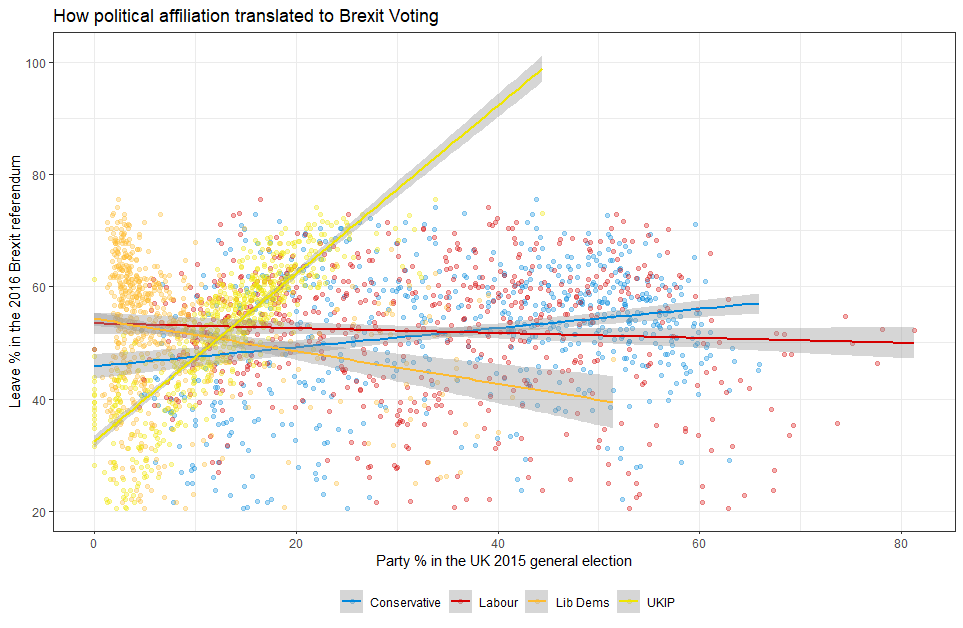 How political affiliation translated to Brexit Voting
Leave % in the 2016 Brexit referendum
100
80
60
40
20
0 20 40 60 80
Party % in the UK 2015 general election
Conservative Labour Lib Dems UKIP